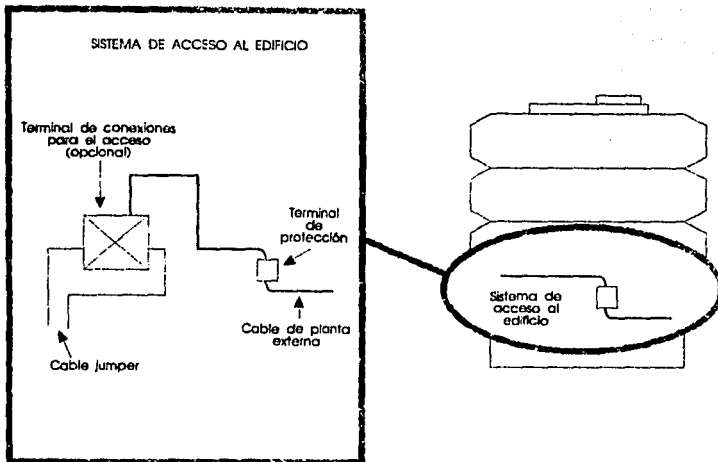 SISTEMA DE ACCESO AL EDIFICIO
Terminal de conexiones
para el acceso
(opcional)
Terminal
de
protección
Cable de planta
externa
Cable jumper
Sistema de
acceso al
edificio